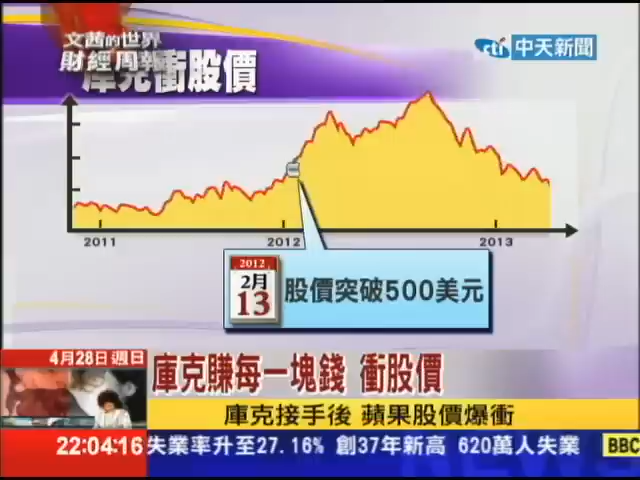 文茜的世界
財經周報
庫克衝股價
cti 中天新聞
2011
2012
2013
2012
2月
13
股價突破500美元
4月28日 週日
庫克賺每一塊錢 衝股價
庫克接手後 蘋果股價爆衝
22:04:16 失業率升至27.16% 創37年新高 620萬人失業
BBC